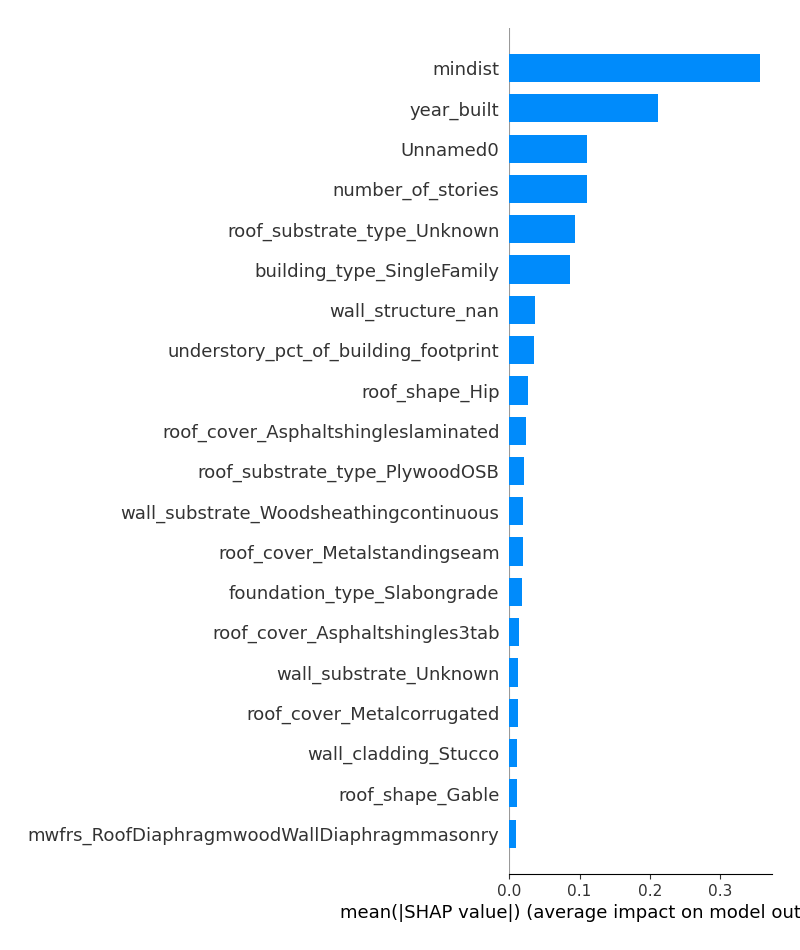 mindist
year_built
Unnamed0
number_of_stories
roof_substrate_type_Unknown
building_type_SingleFamily
wall_structure_nan
understory_pct_of_building_footprint
roof_shape_Hip
roof_cover_Asphaltshingleslaminated
roof_substrate_type_PlywoodOSB
wall_substrate_Woodsheathingcontinuous
roof_cover_Metalstandingseam
foundation_type_Slabongrade
roof_cover_Asphaltshingles3tab
wall_substrate_Unknown
roof_cover_Metalcorrugated
wall_cladding_Stucco
roof_shape_Gable
mwfrs_RoofDiaphragmwoodWallDiaphragmmasonry
0.0 0.1 0.2 0.3
mean(|SHAP value|) (average impact on model out